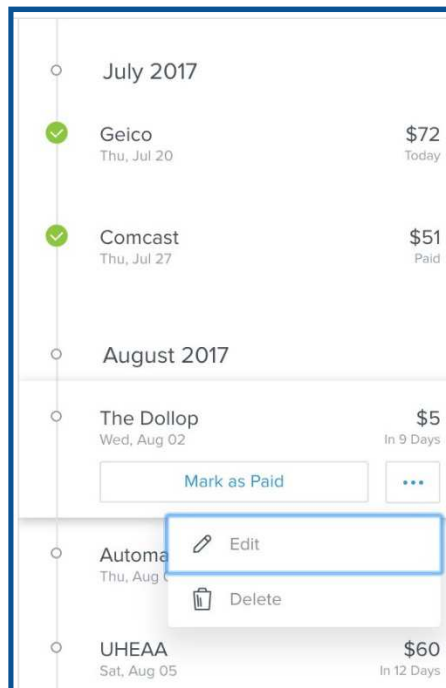 July 2017
Geico $72
Thu, Jul 20 Today
Comcast $51
Thu, Jul 27 Paid
August 2017
The Dollop $5
Wed, Aug 02 In 9 Days
Mark as Paid ...
Edit
Thu, Aug
Delete
UHEAA $60
Sat, Aug 05 In 12 Days